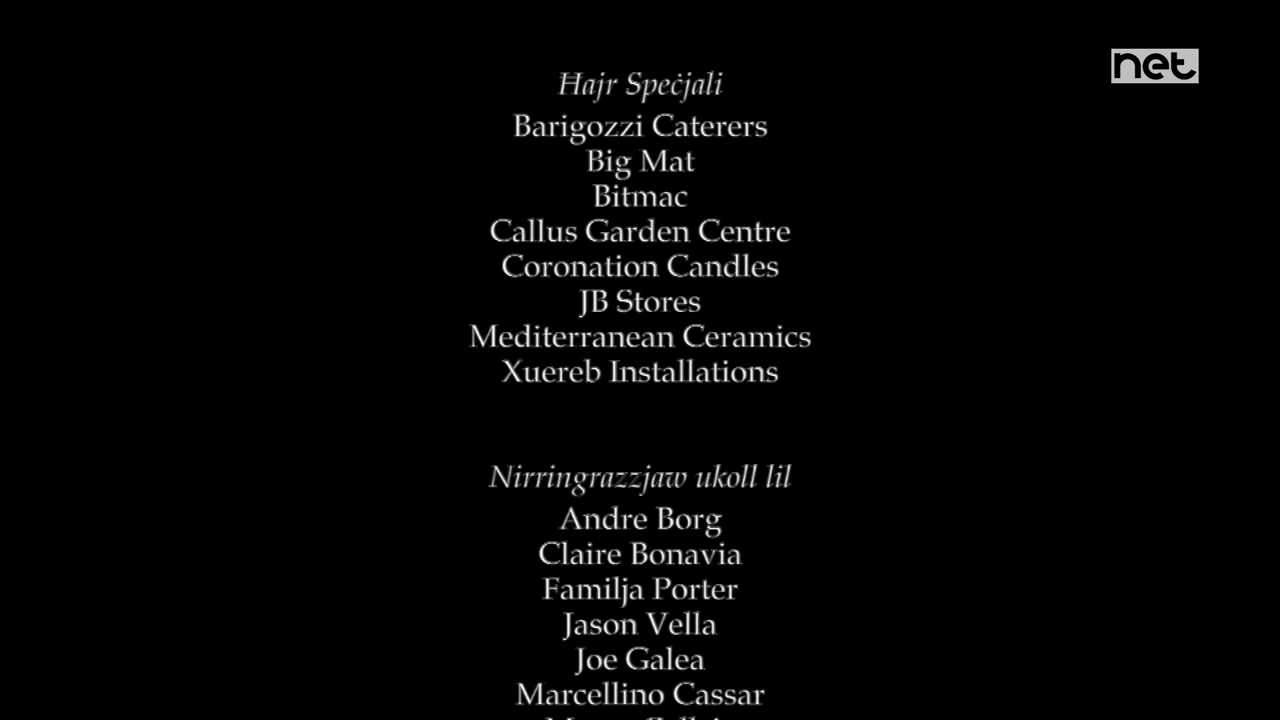 net
Ħajr Speċjali
Barigozzi Caterers
Big Mat
Bitmac
Callus Garden Centre
Coronation Candles
JB Stores
Mediterranean Ceramics
Xuereb Installations
Nirringrazzjaw ukoll lil
Andre Borg
Claire Bonavia
Familja Porter
Jason Vella
Joe Galea
Marcellino Cassar